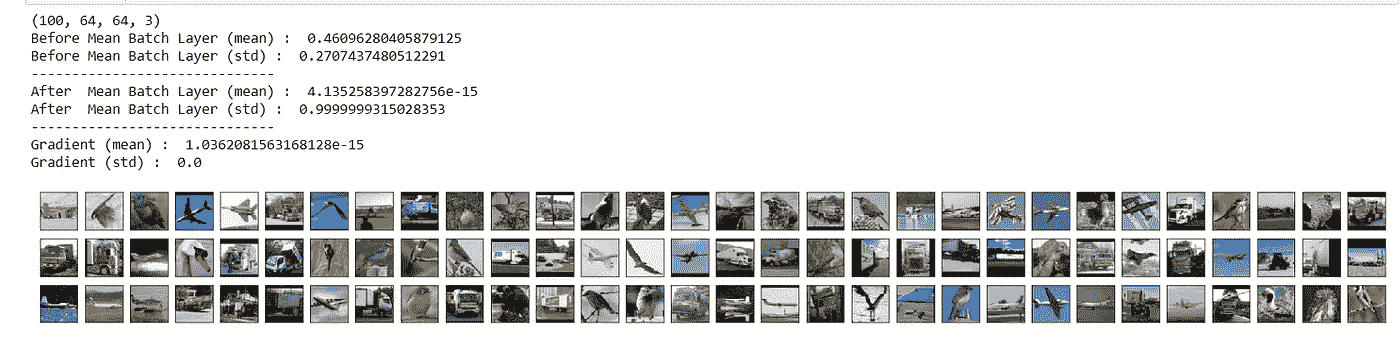 (100, 64, 64, 3)
Before Mean Batch Layer (mean) :  0.46096280405879125
Before Mean Batch Layer (std) :  0.2707437480512291
------------------------------
After  Mean Batch Layer (mean) :  4.135258397282756e-15
After  Mean Batch Layer (std) :  0.9999999315028353
------------------------------
Gradient (mean) :  1.0362081563168128e-15
Gradient (std) :  0.0